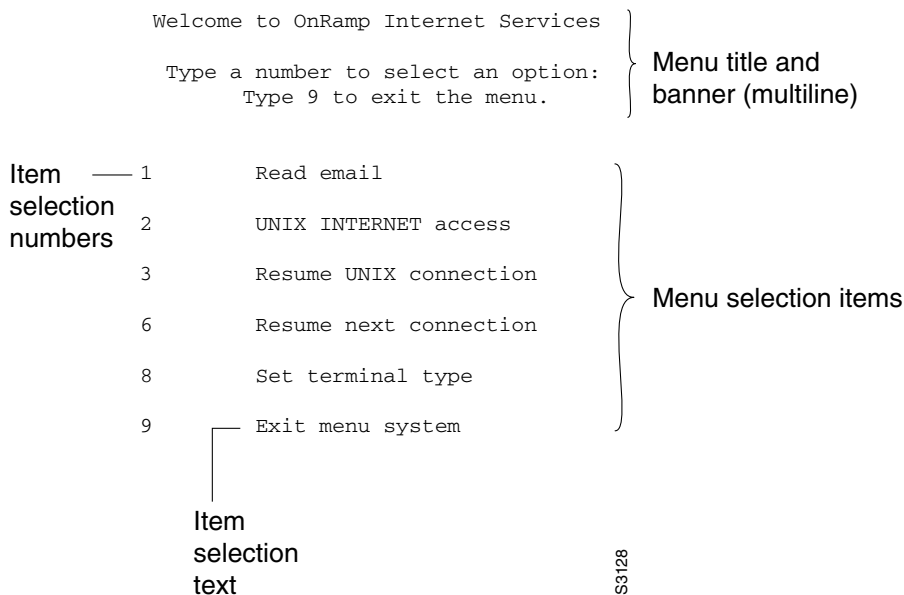 Welcome to OnRamp Internet Services
Type a number to select an option:
Type 9 to exit the menu.
Menu title and
banner (multiline)
Item
selection
numbers
1 Read email
2 UNIX INTERNET access
3 Resume UNIX connection
6 Resume next connection
8 Set terminal type
9 Exit menu system
Menu selection items
Item
selection
text
S3128